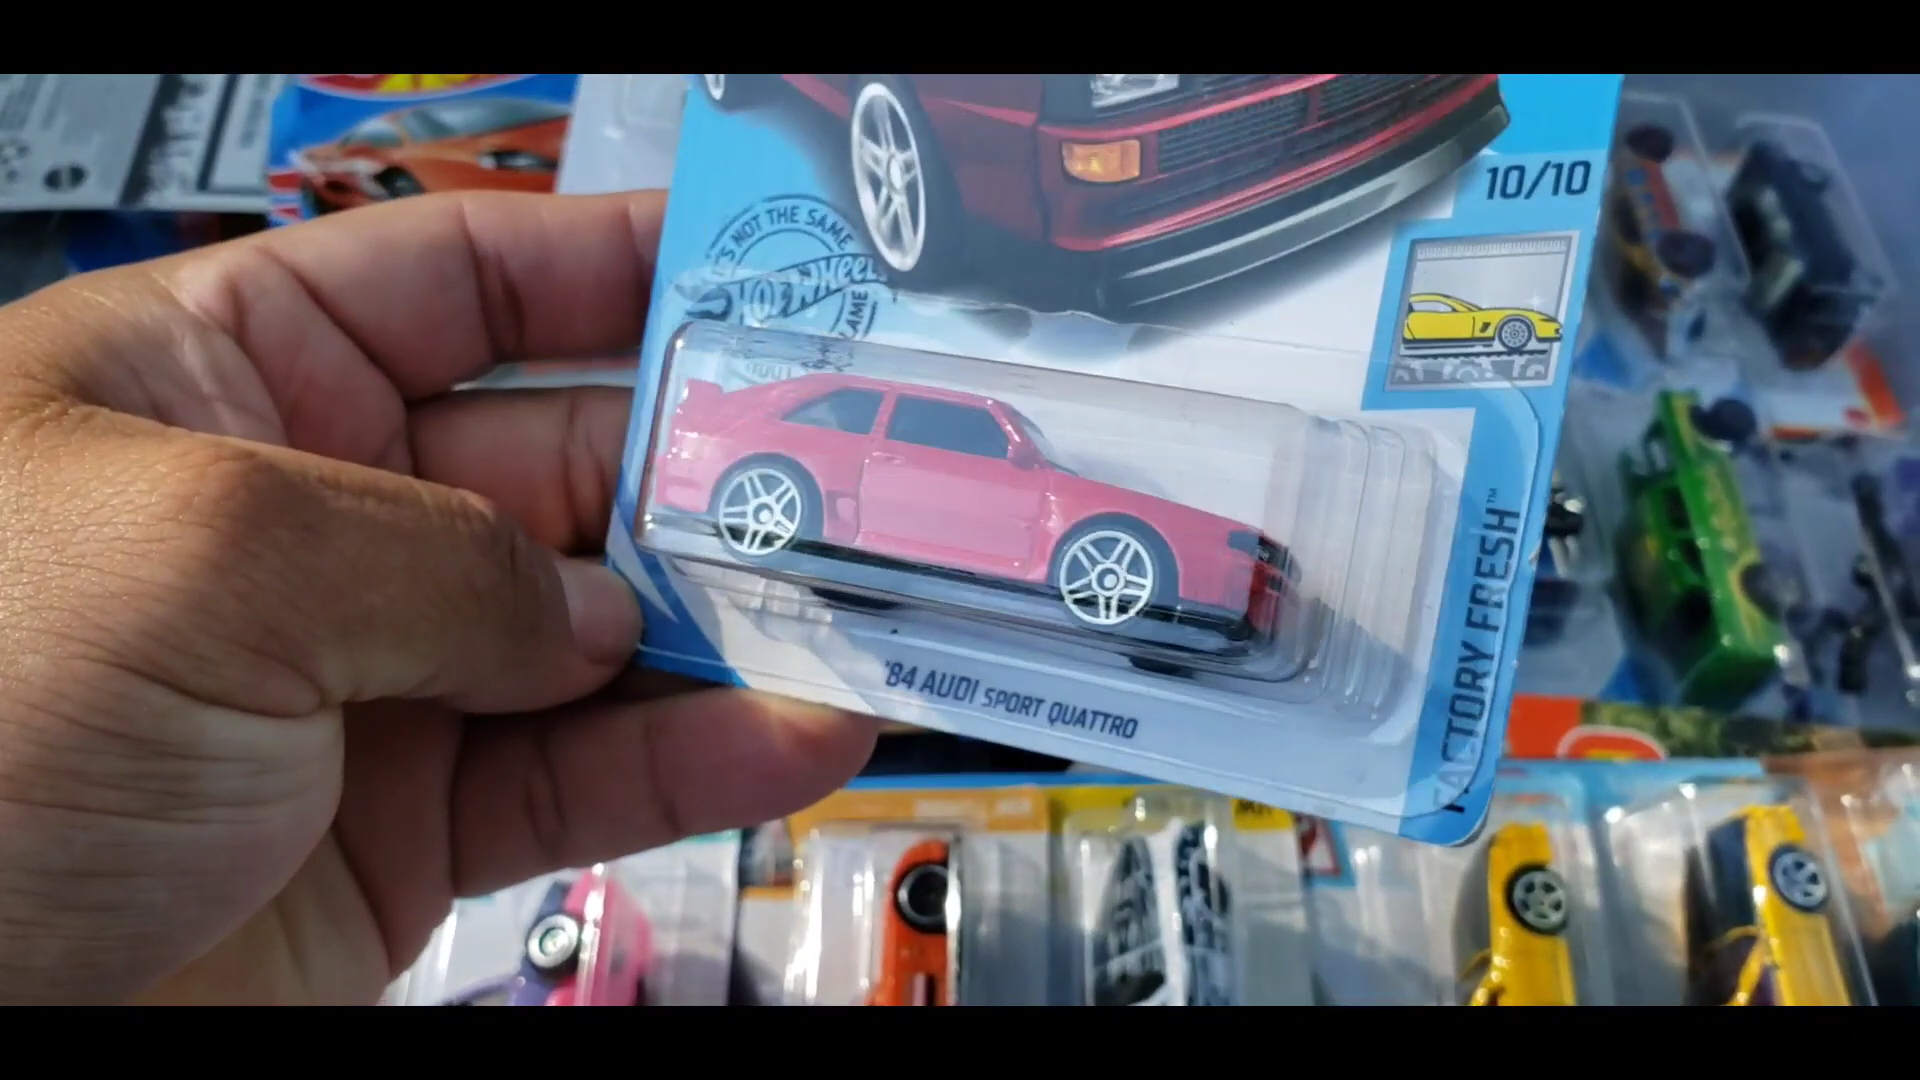 10/10
IT'S NOT THE SAME
HOT WHEELS
'84 AUDI SPORT QUATTRO
FACTORY FRESH™